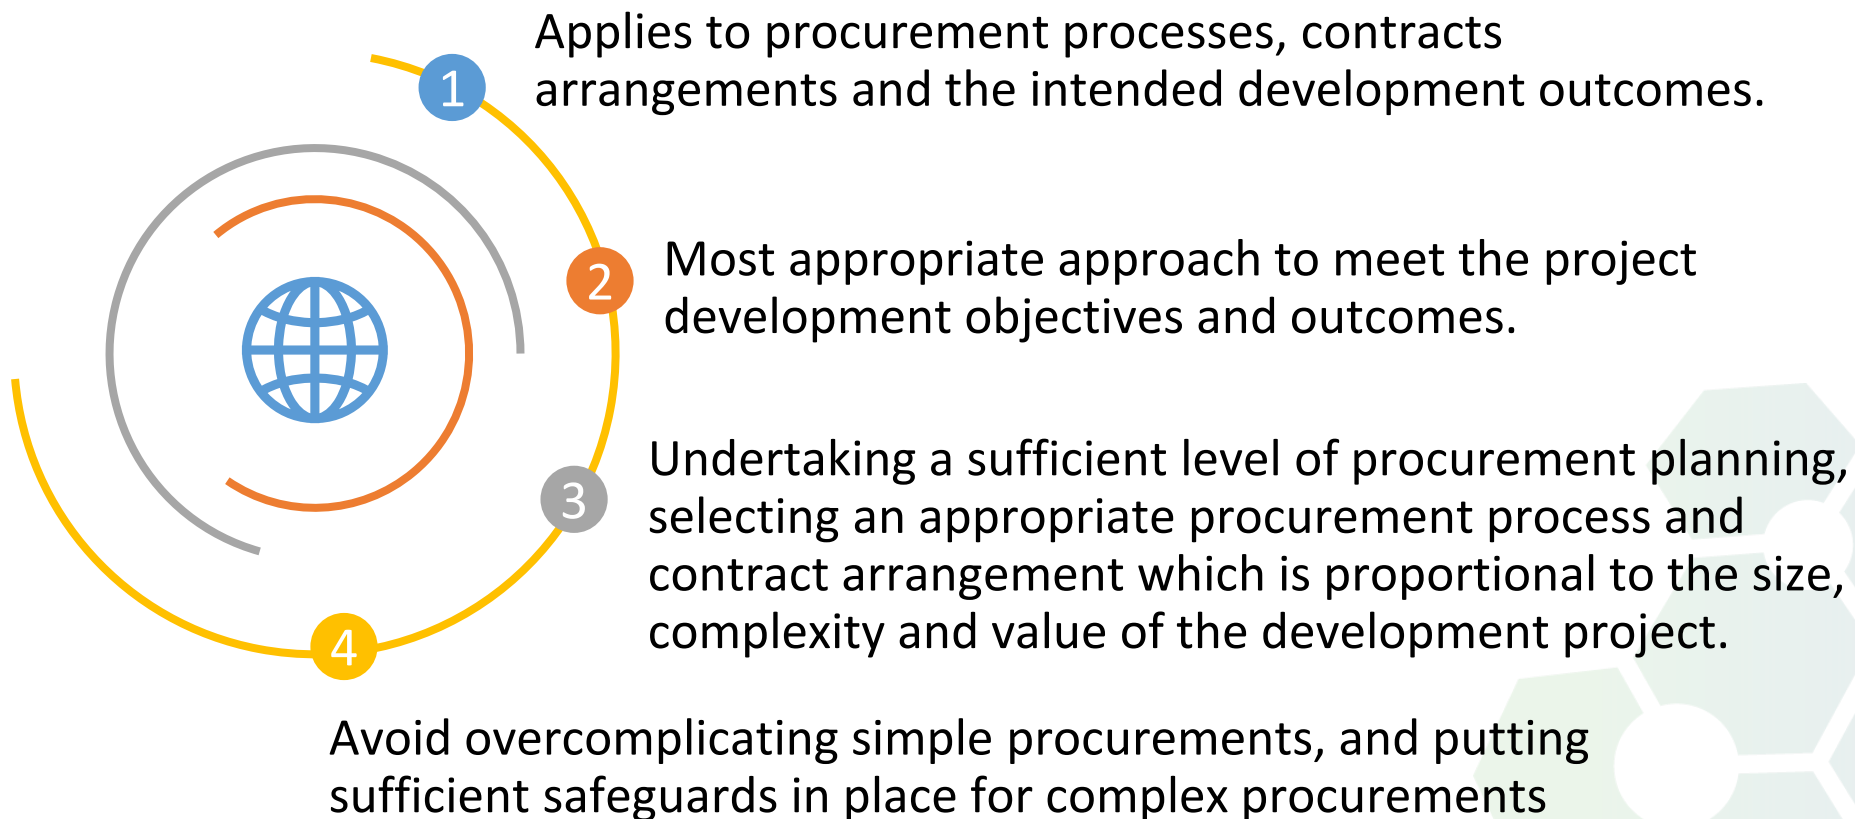 1
Applies to procurement processes, contracts
arrangements and the intended development outcomes.
2
Most appropriate approach to meet the project
development objectives and outcomes.
3
Undertaking a sufficient level of procurement planning,
selecting an appropriate procurement process and
contract arrangement which is proportional to the size,
complexity and value of the development project.
4
Avoid overcomplicating simple procurements, and putting
sufficient safeguards in place for complex procurements